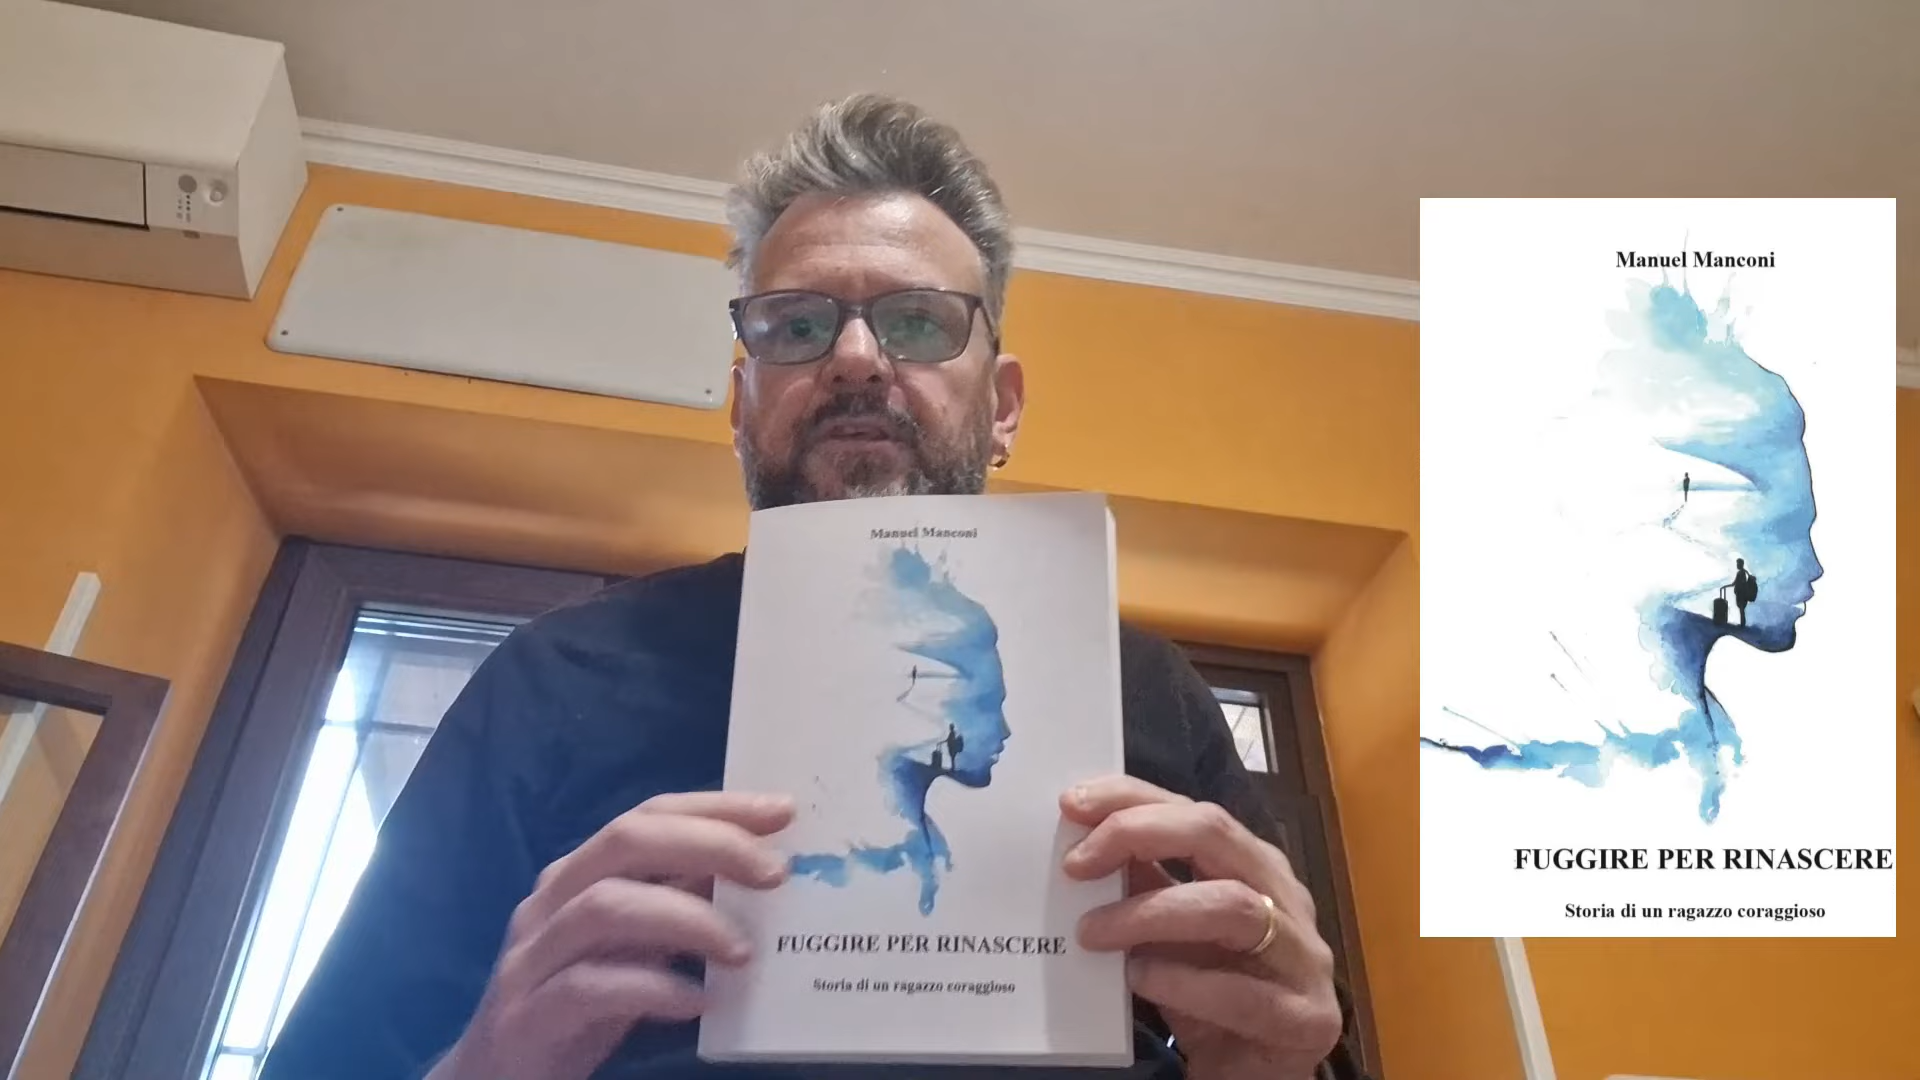 Manuel Manconi
FUGGIRE PER RINASCERE
Storia di un ragazzo coraggioso
Manuel Manconi
FUGGIRE PER RINASCERE
Storia di un ragazzo coraggioso